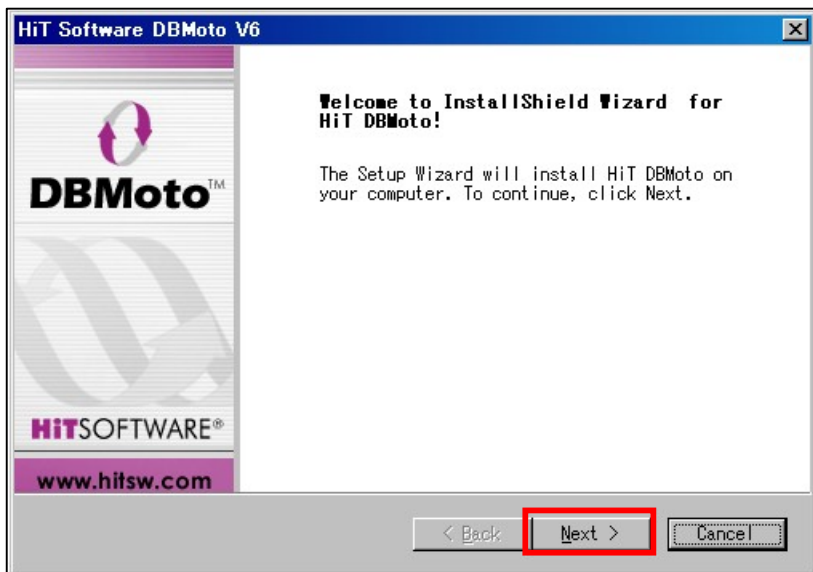 HiT Software DBMoto V6
DBMoto™
HiTSOFTWARE®
www.hitsw.com
Welcome to InstallShield Wizard for
HiT DBMoto!
The Setup Wizard will install HiT DBMoto on
your computer. To continue, click Next.
< Back
Next >
Cancel